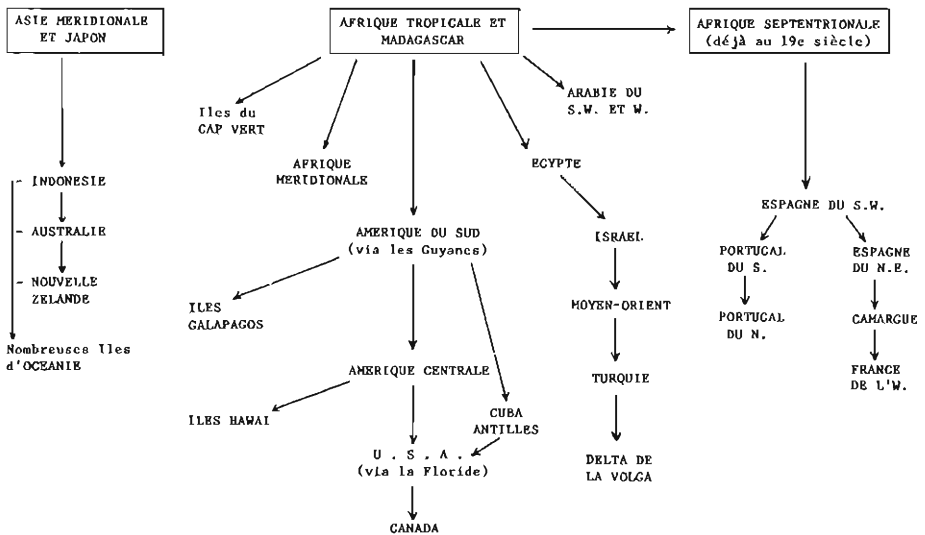 ASIE MERIDIONALE
ET JAPON
AFRIQUE TROPICALE ET
MADAGASCAR
AFRIQUE SEPTENTRIONALE
(déjà au 19e siècle)
Iles du
CAP VERT
ARABIE DU
S.W. ET W.
AFRIQUE
MERIDIONALE
EGYPTE
- INDONESIE
ESPAGNE DU S.W.
- AUSTRALIE
AMERIQUE DU SUD
(via les Guyanes)
ISRAEL
PORTUGAL
DU S.
ESPAGNE
DU N.E.
- NOUVELLE
ZELANDE
ILES
GALAPAGOS
MOYEN-ORIENT
PORTUGAL
DU N.
CAMARGUE
Nombreuses Iles
d'OCEANIE
AMERIQUE CENTRALE
TURQUIE
FRANCE
DE L'W.
ILES HAWAI
CUBA
ANTILLES
U . S . A .
(via la Floride)
DELTA DE
LA VOLGA
CANADA